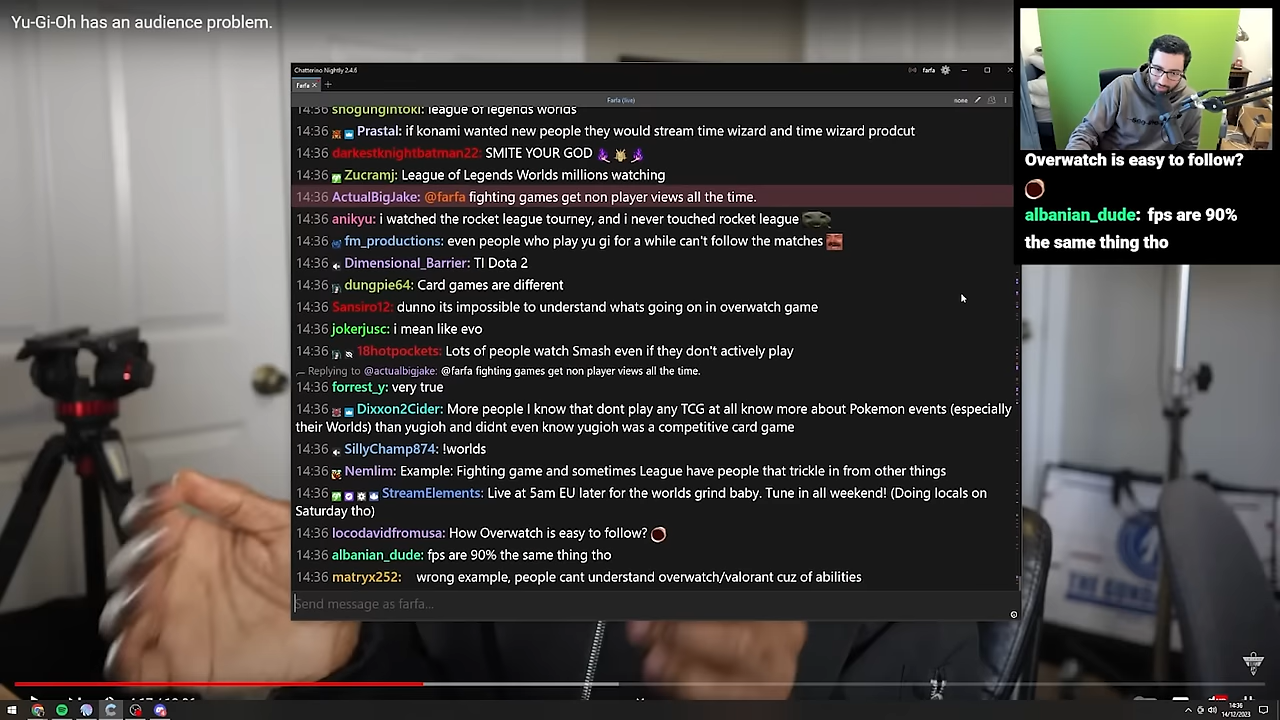 Yu-Gi-Oh has an audience problem.
Chatterino Nightly 2.4.6
farfa
Farfa
Farfa (live)
none
14:36 shogungintoki: league of legends worlds
14:36 Prastal: if konami wanted new people they would stream time wizard and time wizard prodcut
14:36 darkestknightbatman22: SMITE YOUR GOD
14:36 Zucramj: League of Legends Worlds millions watching
14:36 ActualBigJake: @farfa fighting games get non player views all the time.
14:36 anikyu: i watched the rocket league tourney, and i never touched rocket league
14:36 fm_productions: even people who play yu gi for a while can't follow the matches
14:36 Dimensional_Barrier: TI Dota 2
14:36 dungpie64: Card games are different
14:36 Sansiro12: dunno its impossible to understand whats going on in overwatch game
14:36 jokerjusc: i mean like evo
14:36 18hotpockets: Lots of people watch Smash even if they don't actively play
Replying to @actualbigjake: @farfa fighting games get non player views all the time.
14:36 forrest_y: very true
14:36 Dixxon2Cider: More people I know that dont play any TCG at all know more about Pokemon events (especially
their Worlds) than yugioh and didnt even know yugioh was a competitive card game
14:36 SillyChamp874: !worlds
14:36 Nemlim: Example: Fighting game and sometimes League have people that trickle in from other things
14:36 StreamElements: Live at 5am EU later for the worlds grind baby. Tune in all weekend! (Doing locals on
Saturday tho)
14:36 locodavidfromusa: How Overwatch is easy to follow?
14:36 albanian_dude: fps are 90% the same thing tho
14:36 matryx252: wrong example, people cant understand overwatch/valorant cuz of abilities
Send message as farfa...
Overwatch is easy to follow?
albanian_dude: fps are 90%
the same thing tho
14:36
14/12/2023